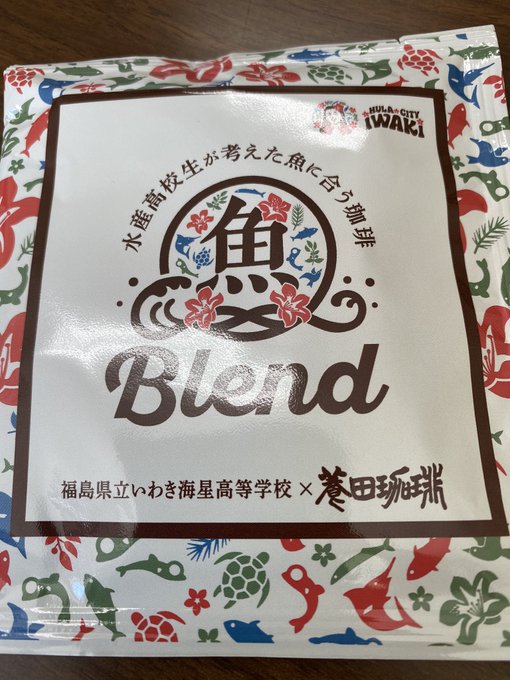 HULA★CITY
iWAKi
水産高校生が考えた魚に合う珈琲
魚
Blend
福島県立いわき海星高等学校×養田珈琲